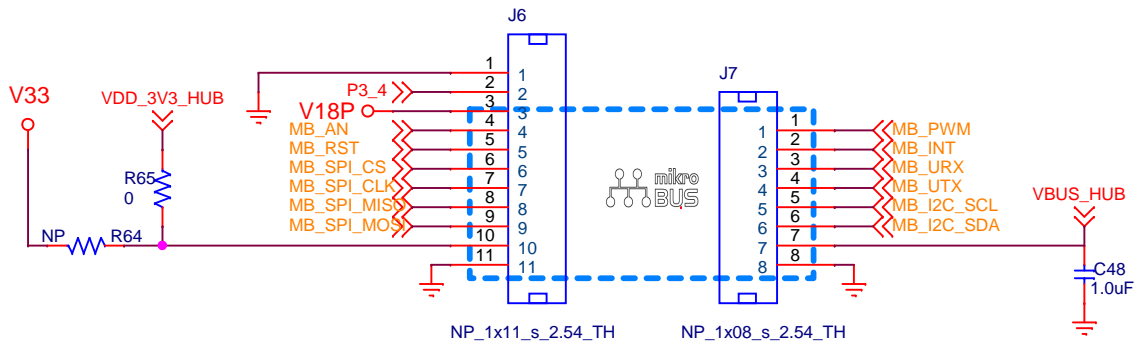 J6
J7
V33
VDD_3V3_HUB
P3_4
V18P
MB_AN
MB_RST
MB_SPI_CS
MB_SPI_CLK
MB_SPI_MISO
MB_SPI_MOSI
R65
0
NP
R64
1
2
3
4
5
6
7
8
9
10
11
1
2
3
4
5
6
7
8
9
10
11
mikro
BUS
1
2
3
4
5
6
7
8
1
2
3
4
5
6
7
8
MB_PWM
MB_INT
MB_URX
MB_UTX
MB_I2C_SCL
MB_I2C_SDA
VBUS_HUB
C48
1.0uF
NP_1x11_s_2.54_TH
NP_1x08_s_2.54_TH